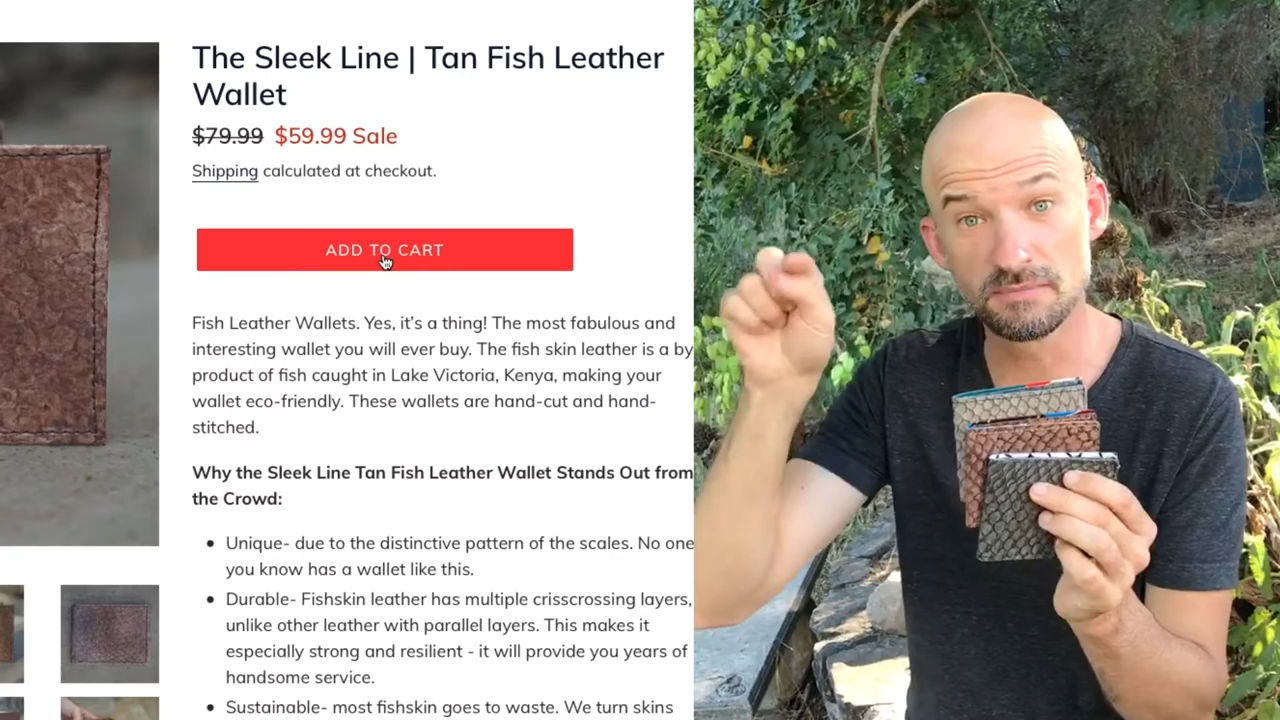 The Sleek Line | Tan Fish Leather
Wallet
$79.99 $59.99 Sale
Shipping calculated at checkout.
ADD TO CART
Fish Leather Wallets. Yes, it’s a thing! The most fabulous and
interesting wallet you will ever buy. The fish skin leather is a by
product of fish caught in Lake Victoria, Kenya, making your
wallet eco-friendly. These wallets are hand-cut and hand-
stitched.
Why the Sleek Line Tan Fish Leather Wallet Stands Out from
the Crowd:
Unique- due to the distinctive pattern of the scales. No one
you know has a wallet like this.
Durable- Fishskin leather has multiple crisscrossing layers,
unlike other leather with parallel layers. This makes it
especially strong and resilient - it will provide you years of
handsome service.
Sustainable- most fishskin goes to waste. We turn skins